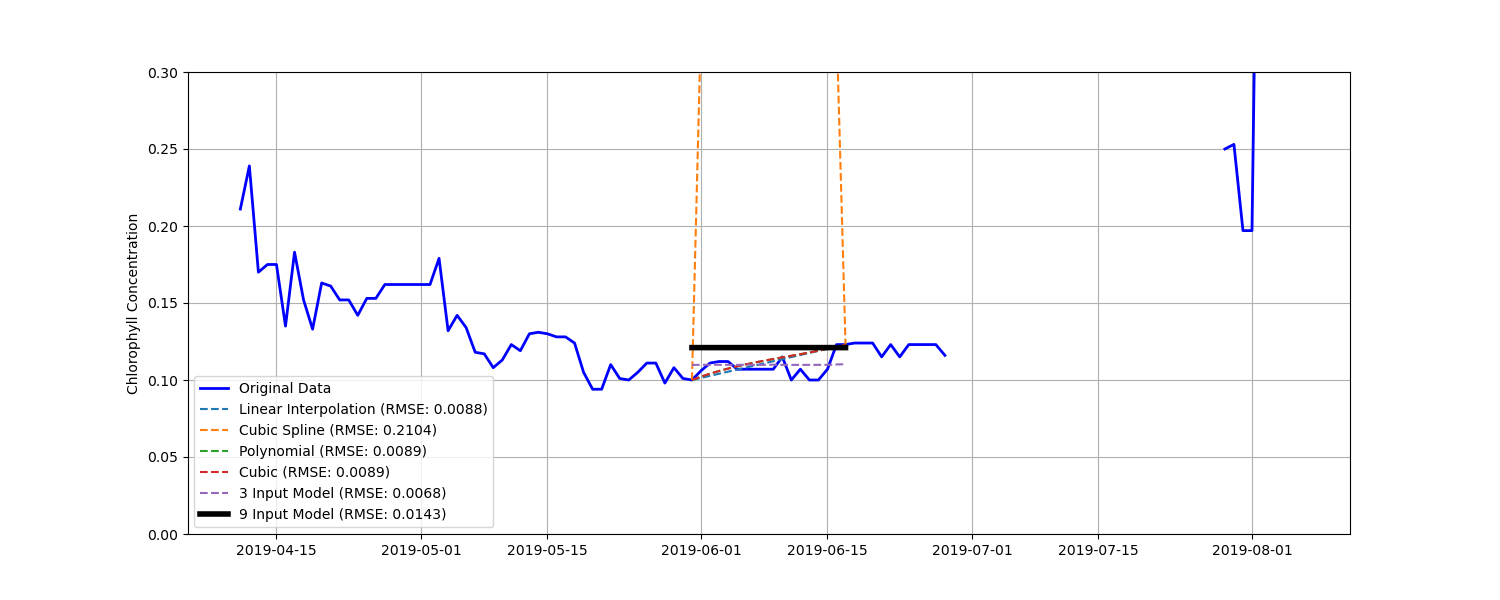 0.30
0.25
0.20
0.15
0.10
0.05
0.00
Chlorophyll Concentration
Original Data
Linear Interpolation (RMSE: 0.0088)
Cubic Spline (RMSE: 0.2104)
Polynomial (RMSE: 0.0089)
Cubic (RMSE: 0.0089)
3 Input Model (RMSE: 0.0068)
9 Input Model (RMSE: 0.0143)
2019-04-15 2019-05-01 2019-05-15 2019-06-01 2019-06-15 2019-07-01 2019-07-15 2019-08-01